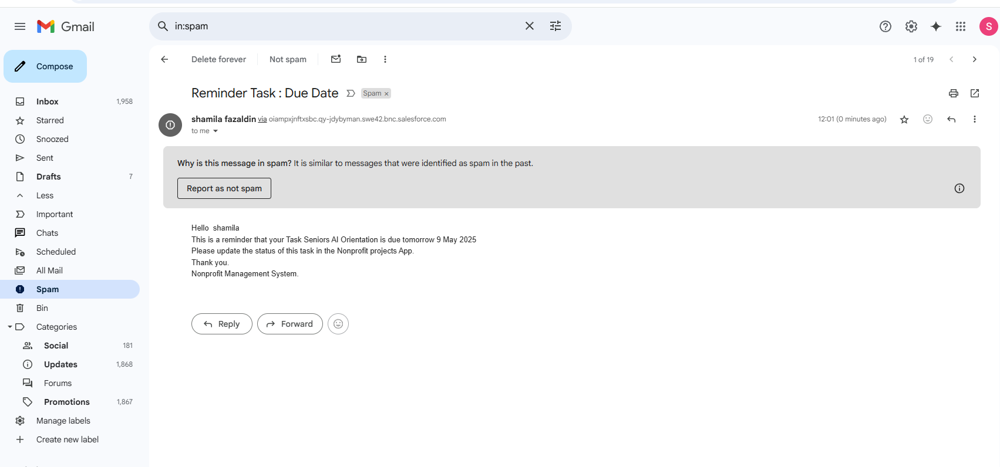 Gmail
in:spam
S
Compose
Delete forever
Not spam
1 of 19
Reminder Task : Due Date
Spam ×
Inbox 1,958
Starred
Snoozed
Sent
Drafts 7
Less
Important
Chats
Scheduled
All Mail
Spam
Bin
Categories
Social 181
Updates 1,868
Forums
Promotions 1,867
Manage labels
Create new label
shamila fazaldin via oiampxjnftxsbc.qy-jdybyman.swe42.bnc.salesforce.com
12:01 (0 minutes ago)
to me
Why is this message in spam? It is similar to messages that were identified as spam in the past.
Report as not spam
Hello shamila
This is a reminder that your Task Seniors AI Orientation is due tomorrow 9 May 2025
Please update the status of this task in the Nonprofit projects App.
Thank you.
Nonprofit Management System.
Reply
Forward